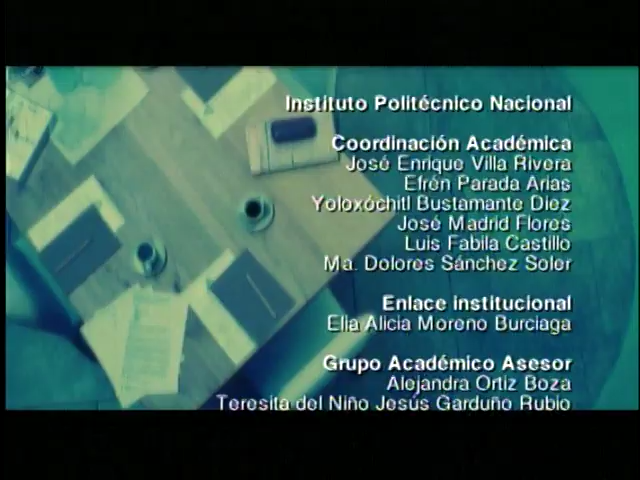 Instituto Politécnico Nacional
Coordinación Académica
José Enrique Villa Rivera
Efrén Parada Arias
Yoloxóchitl Bustamante Diez
José Madrid Flores
Luis Fabila Castillo
Ma. Dolores Sánchez Soler
Enlace institucional
Elia Alicia Moreno Burciaga
Grupo Académico Asesor
Alejandra Ortiz Boza
Teresita del Niño Jesús Garduño Rubio